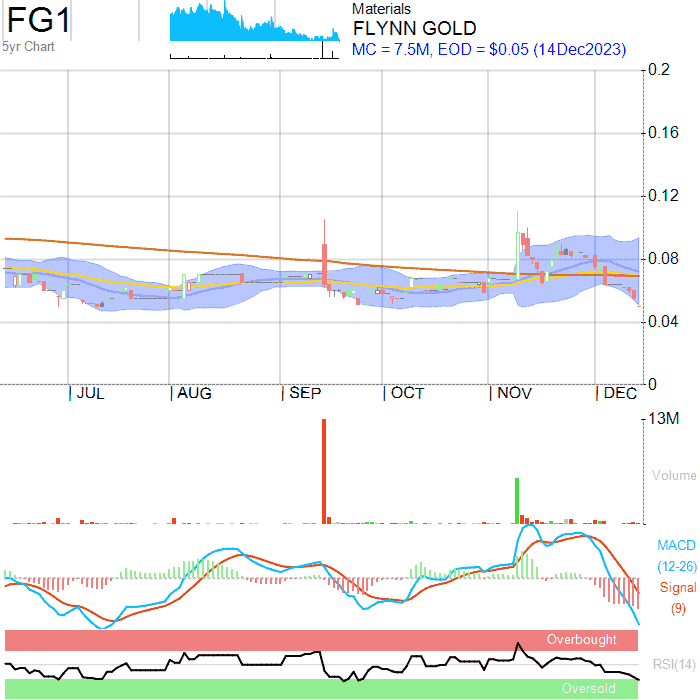 FG1
5yr Chart
Materials
FLYNN GOLD
MC = 7.5M, EOD = $0.05 (14Dec2023)
0.2
0.16
0.12
0.08
0.04
0
JUL AUG SEP OCT NOV DEC
13M
Volume
MACD
(12-26)
Signal
(9)
Overbought
RSI(14)
Oversold